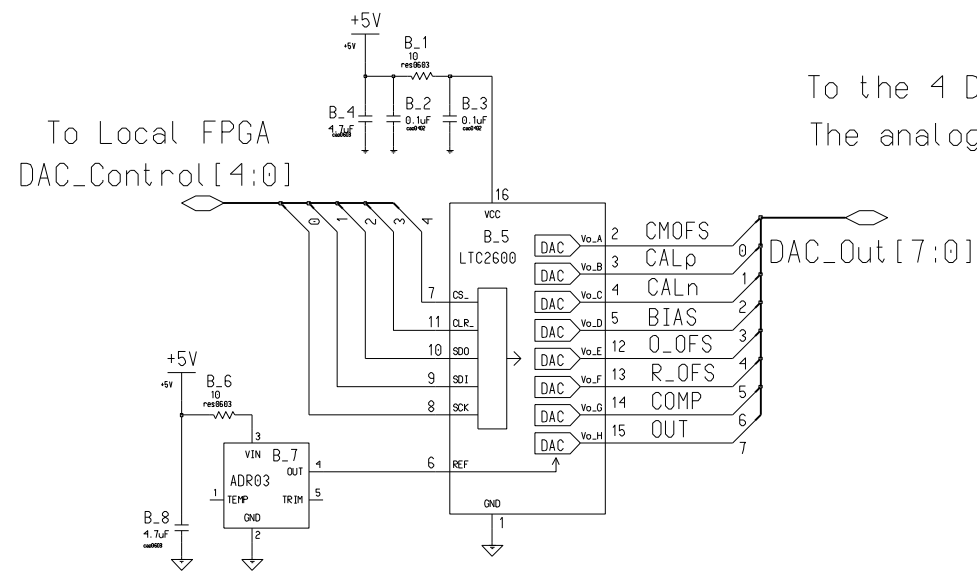 +5V
+5V
B_1
10
res0603
To the 4 D
B_4
4.7uF
B_2
0.1uF
cap0402
B_3
0.1uF
cap0402
The analog
To Local FPGA
DAC_Control[4:0]
16
VCC
B_5
LTC2600
0
1
2
3
4
7 CS_
11 CLR_
10 SDO
9 SDI
8 SCK
6 REF
DAC Vo_A 2 CMOFS 0
DAC Vo_B 3 CALp 1
DAC Vo_C 4 CALn 2
DAC Vo_D 5 BIAS 3
DAC Vo_E 12 O_OFS 4
DAC Vo_F 13 R_OFS 5
DAC Vo_G 14 COMP 6
DAC Vo_H 15 OUT 7
DAC_Out[7:0]
GND
1
+5V
+5V
B_6
10
res0603
3
VIN
B_7
OUT 4
ADR03
1 TEMP
TRIM 5
GND
2
B_8
4.7uF